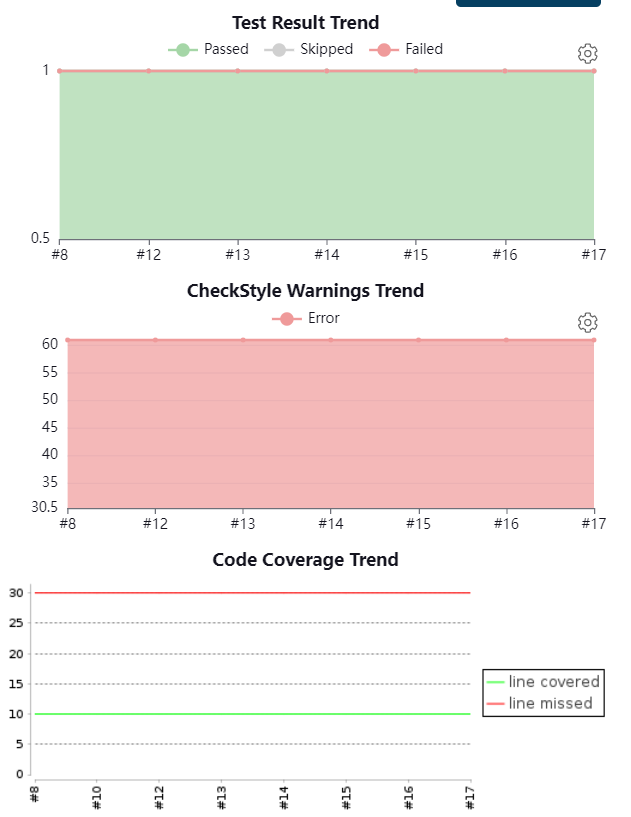 Test Result Trend
Passed Skipped Failed
1
0.5
#8 #12 #13 #14 #15 #16 #17
CheckStyle Warnings Trend
Error
60
55
50
45
40
35
30.5
#8 #12 #13 #14 #15 #16 #17
Code Coverage Trend
30
25
20
15
10
5
0
line covered
line missed
#8 #10 #12 #13 #14 #15 #16 #17